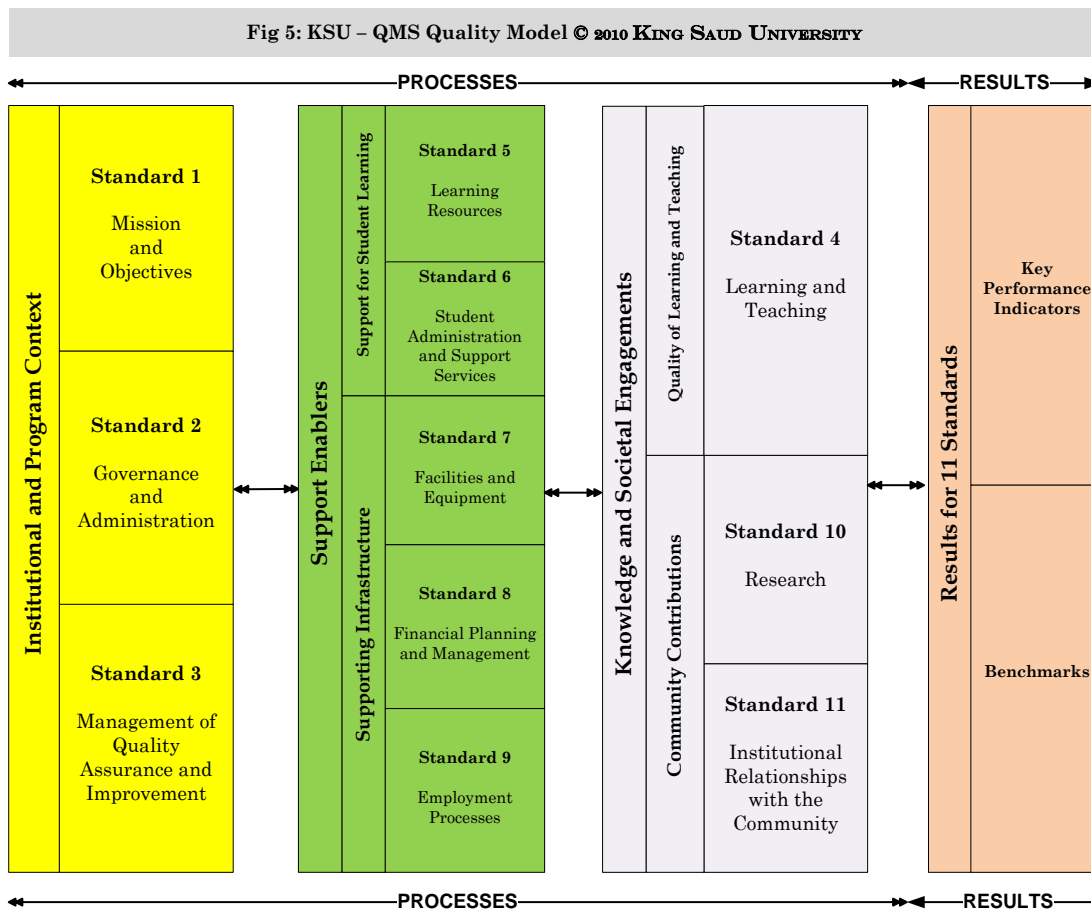 Fig 5: KSU – QMS Quality Model © 2010 KING SAUD UNIVERSITY
PROCESSES
RESULTS
Institutional and Program Context
Standard 1
Mission
and
Objectives
Standard 2
Governance
and
Administration
Standard 3
Management of
Quality
Assurance and
Improvement
Support Enablers
Support for Student Learning
Standard 5
Learning
Resources
Standard 6
Student
Administration
and Support
Services
Supporting Infrastructure
Standard 7
Facilities and
Equipment
Standard 8
Financial Planning
and Management
Standard 9
Employment
Processes
Knowledge and Societal Engagements
Quality of Learning and Teaching
Standard 4
Learning and
Teaching
Community Contributions
Standard 10
Research
Standard 11
Institutional
Relationships
with the
Community
Results for 11 Standards
Key
Performance
Indicators
Benchmarks
PROCESSES
RESULTS